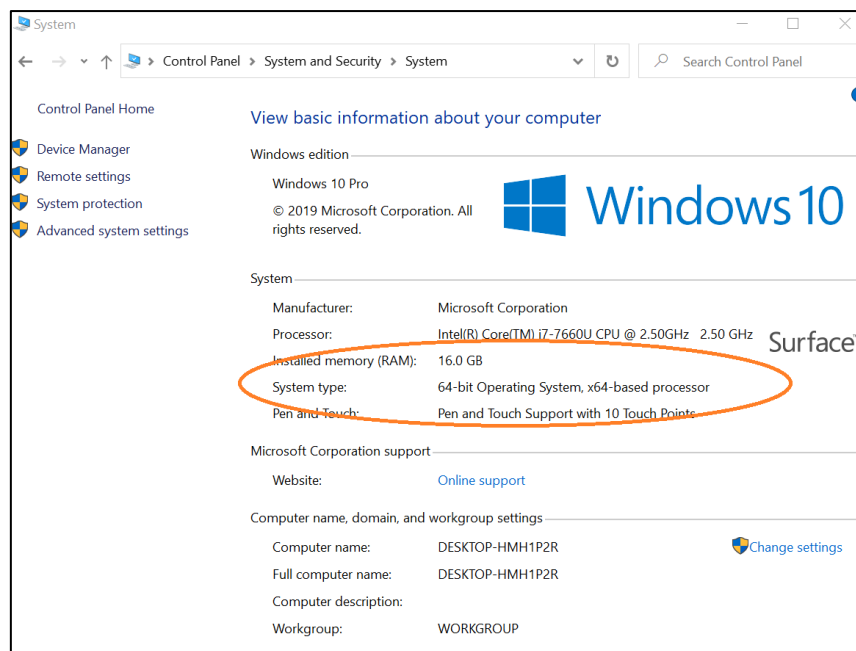 System
Control Panel > System and Security > System
Search Control Panel
Control Panel Home
Device Manager
Remote settings
System protection
Advanced system settings
View basic information about your computer
Windows edition
Windows 10 Pro
© 2019 Microsoft Corporation. All
rights reserved.
Windows 10
System
Manufacturer: Microsoft Corporation
Processor: Intel(R) Core(TM) i7-7660U CPU @ 2.50GHz 2.50 GHz
Surface
Installed memory (RAM): 16.0 GB
System type: 64-bit Operating System, x64-based processor
Pen and Touch: Pen and Touch Support with 10 Touch Points
Microsoft Corporation support
Website: Online support
Computer name, domain, and workgroup settings
Computer name: DESKTOP-HMH1P2R
Change settings
Full computer name: DESKTOP-HMH1P2R
Computer description:
Workgroup: WORKGROUP